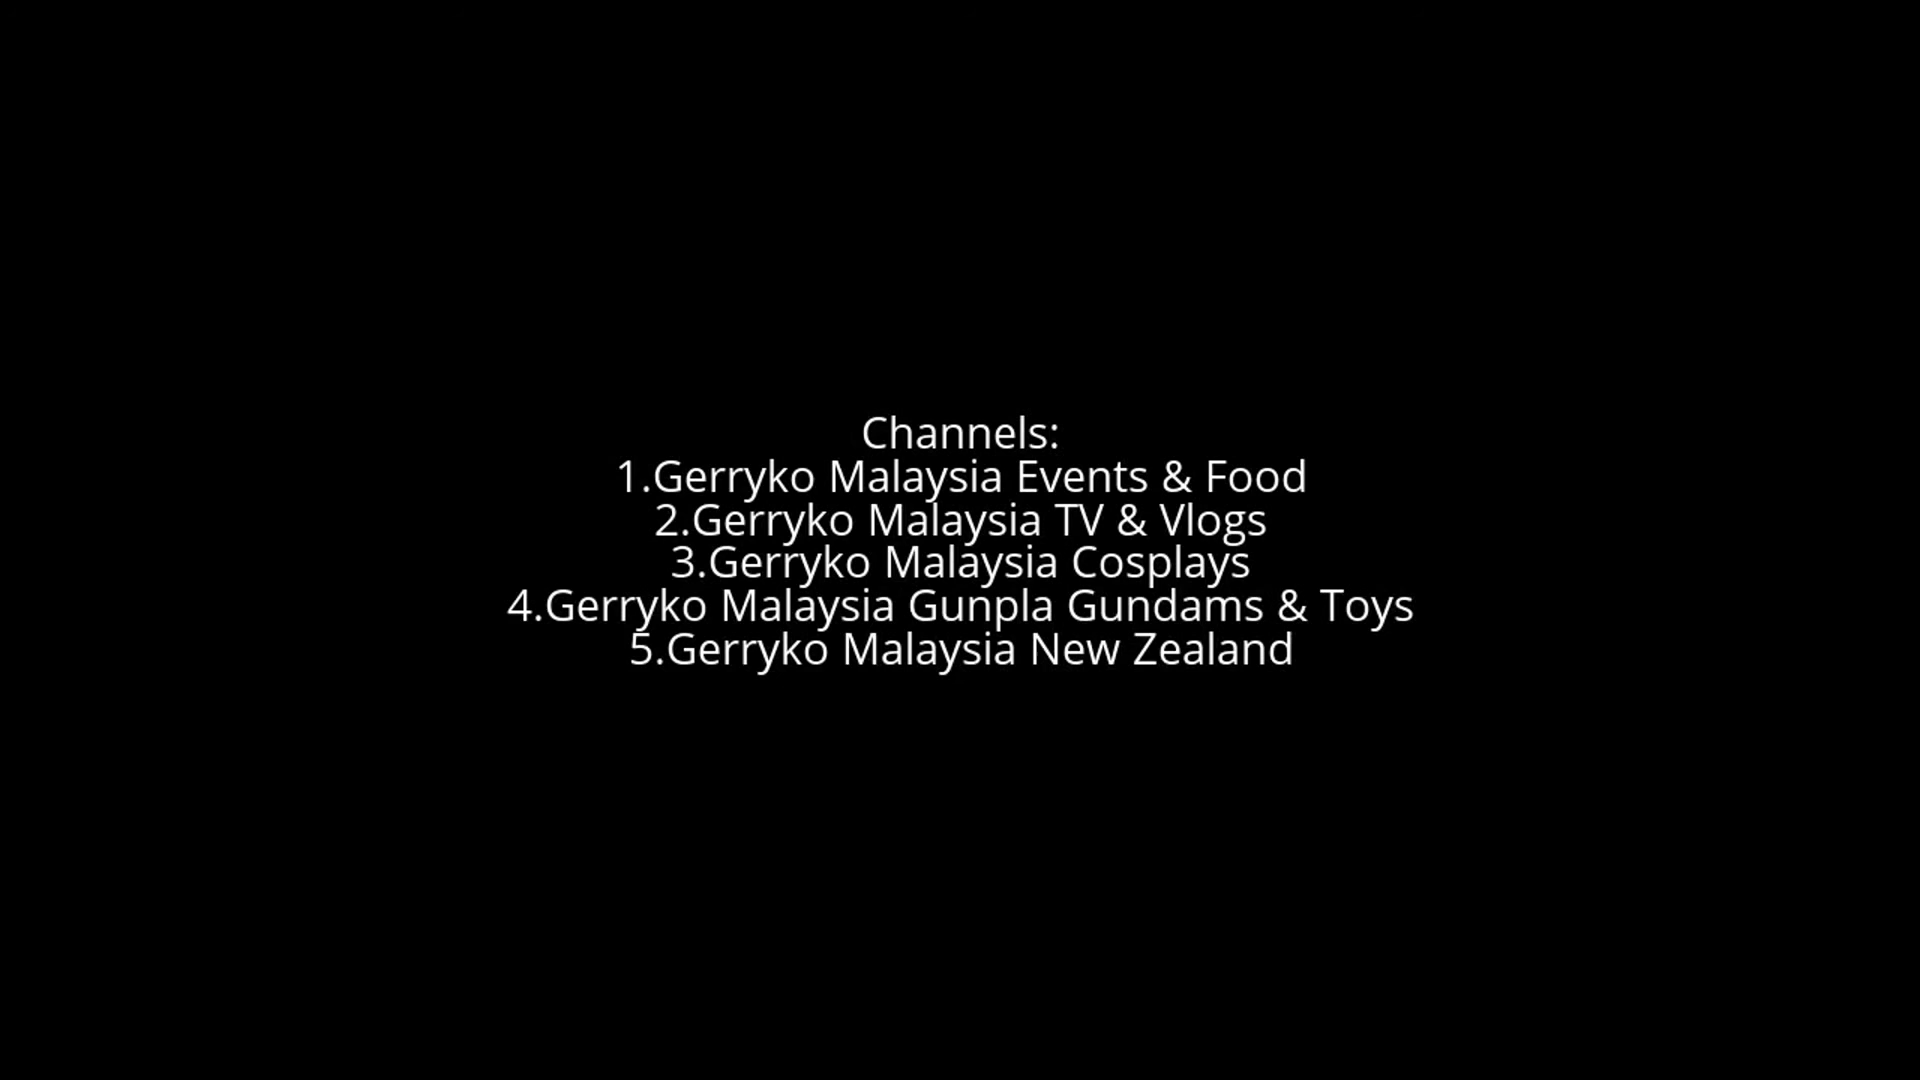 Channels:
1.Gerryko Malaysia Events & Food
2.Gerryko Malaysia TV & Vlogs
3.Gerryko Malaysia Cosplays
4.Gerryko Malaysia Gunpla Gundams & Toys
5.Gerryko Malaysia New Zealand